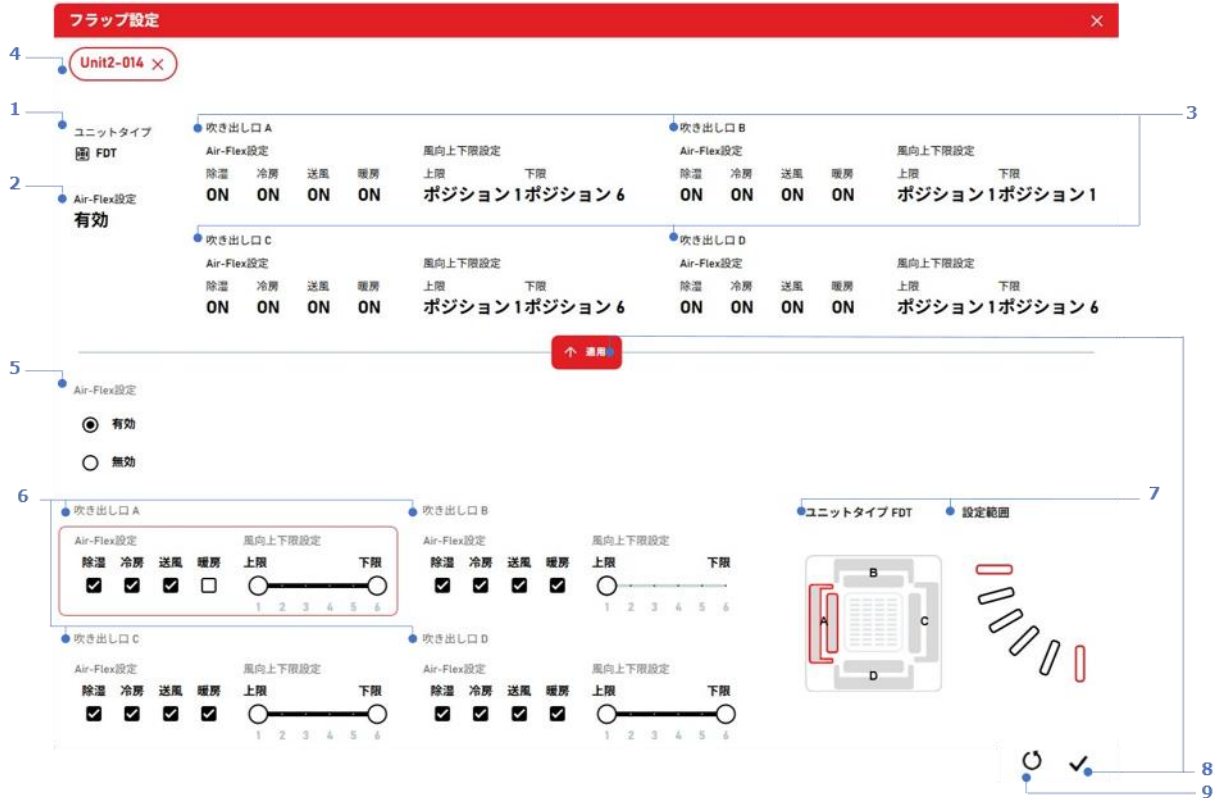 フラップ設定
4
Unit2-014
1
3
ユニットタイプ
吹き出し口 A
吹き出し口 B
FDT
Air-Flex設定
風向上下限設定
Air-Flex設定
風向上下限設定
除湿 冷房 送風 暖房 上限 下限
除湿 冷房 送風 暖房 上限 下限
2
Air-Flex設定
ON ON ON ON ポジション 1 ポジション 6
ON ON ON ON ポジション 1 ポジション 1
有効
吹き出し口 C
吹き出し口 D
Air-Flex設定
風向上下限設定
Air-Flex設定
風向上下限設定
除湿 冷房 送風 暖房 上限 下限
除湿 冷房 送風 暖房 上限 下限
ON ON ON ON ポジション 1 ポジション 6
ON ON ON ON ポジション 1 ポジション 6
適用
5
Air-Flex設定
有効
無効
6
7
吹き出し口 A
吹き出し口 B
ユニットタイプ FDT
設定範囲
Air-Flex設定
風向上下限設定
Air-Flex設定
風向上下限設定
除湿 冷房 送風 暖房 上限 下限
除湿 冷房 送風 暖房 上限 下限
1 2 3 4 5 6
1 2 3 4 5 6
B
A
C
D
吹き出し口 C
吹き出し口 D
Air-Flex設定
風向上下限設定
Air-Flex設定
風向上下限設定
除湿 冷房 送風 暖房 上限 下限
除湿 冷房 送風 暖房 上限 下限
1 2 3 4 5 6
1 2 3 4 5 6
8
9